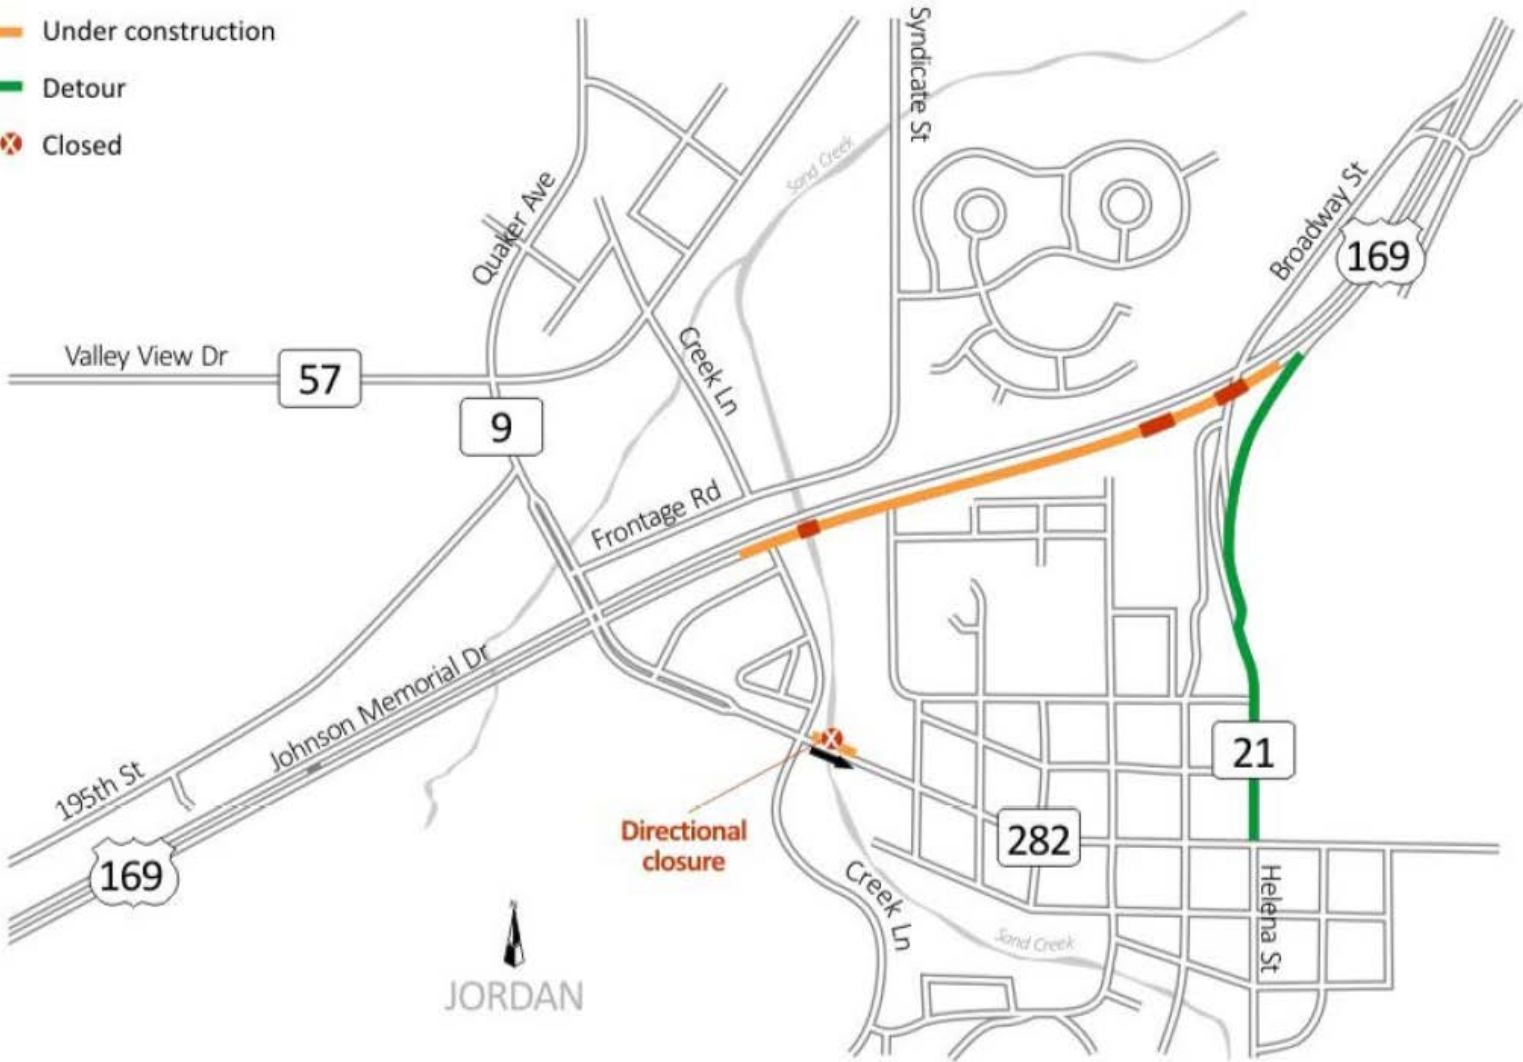 Under construction
Detour
X
Closed
Syndicate St
Sand Creek
Quaker Ave
Broadway St
169
Valley View Dr
57
Creek Ln
9
Frontage Rd
Johnson Memorial Dr
195th St
X
21
Directional
closure
282
169
Creek Ln
Helena St
Sand Creek
N
JORDAN